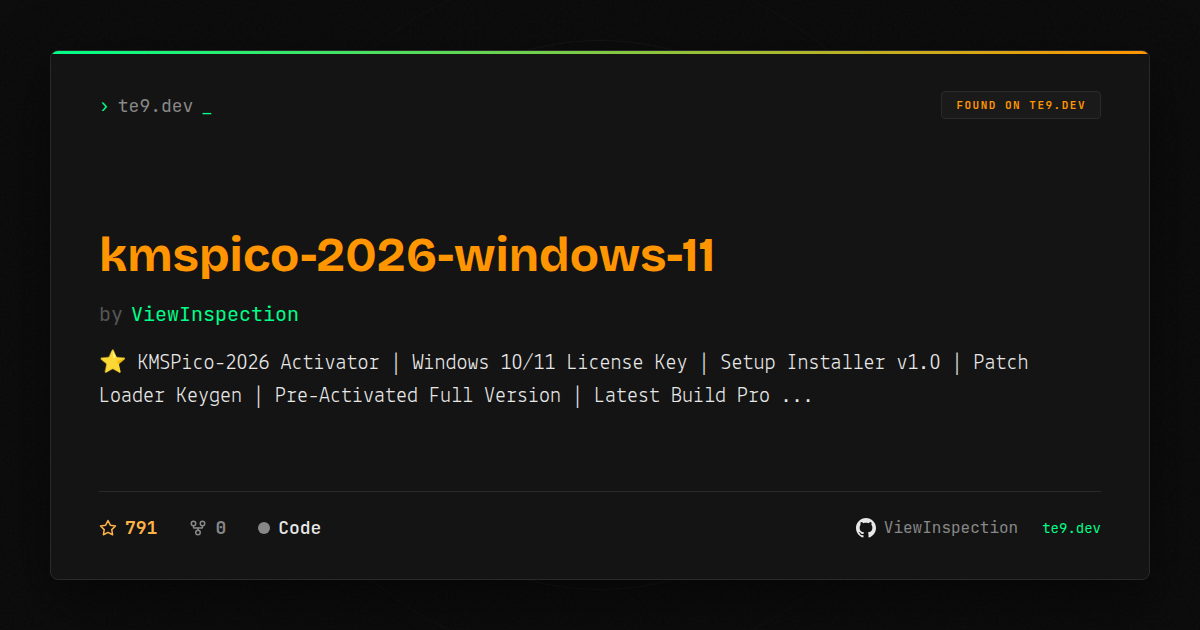 › te9.dev _
FOUND ON TE9.DEV
kmspico-2026-windows-11
by ViewInspection
⭐ KMSPico-2026 Activator | Windows 10/11 License Key | Setup Installer v1.0 | Patch
Loader Keygen | Pre-Activated Full Version | Latest Build Pro ...
791 0 Code
ViewInspection te9.dev